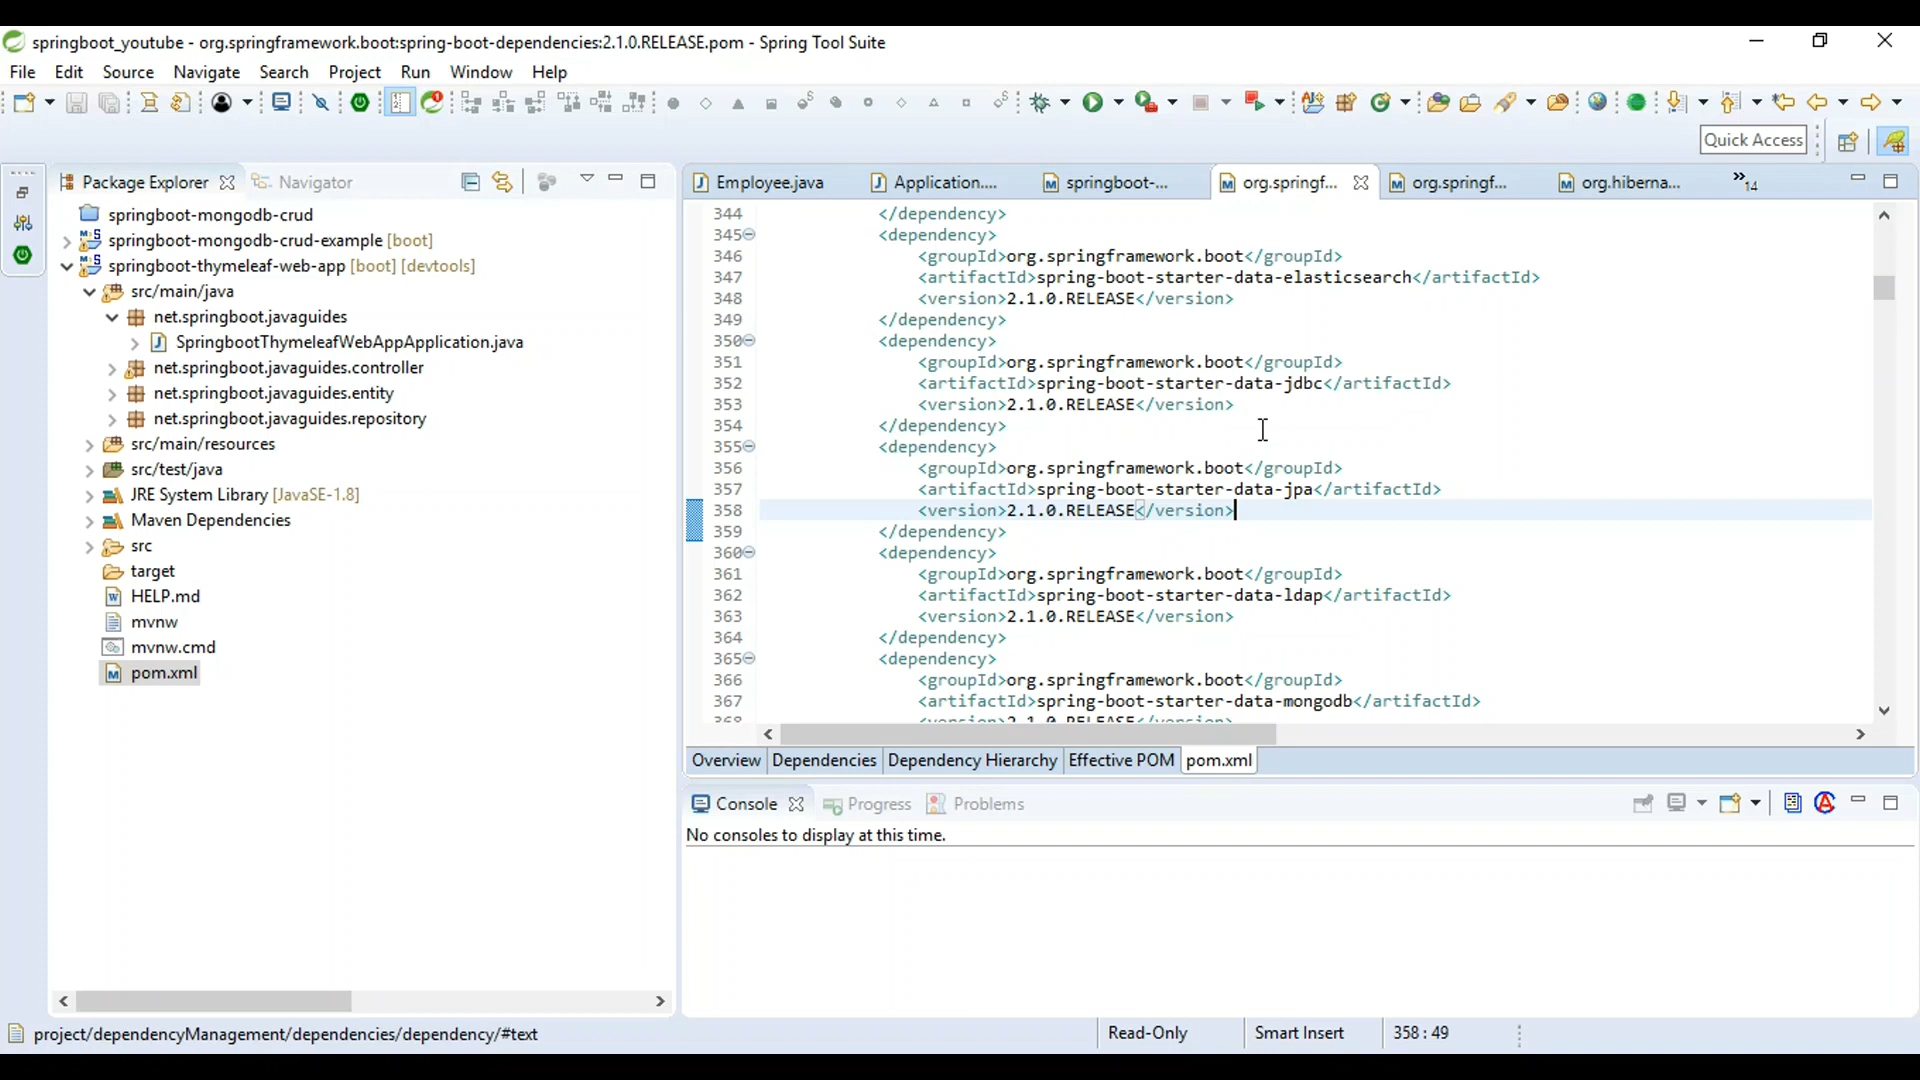 springboot_youtube - org.springframework.boot:spring-boot-dependencies:2.1.0.RELEASE.pom - Spring Tool Suite
File Edit Source Navigate Search Project Run Window Help
Quick Access
Package Explorer Navigator
springboot-mongodb-crud
springboot-mongodb-crud-example [boot]
springboot-thymeleaf-web-app [boot] [devtools]
src/main/java
net.springboot.javaguides
SpringbootThymeleafWebAppApplication.java
net.springboot.javaguides.controller
net.springboot.javaguides.entity
net.springboot.javaguides.repository
src/main/resources
src/test/java
JRE System Library [JavaSE-1.8]
Maven Dependencies
src
target
HELP.md
mvnw
mvnw.cmd
pom.xml
Employee.java Application.... springboot-... org.springf... org.springf... org.hiberna... »14
344 </dependency>
345 <dependency>
346 <groupId>org.springframework.boot</groupId>
347 <artifactId>spring-boot-starter-data-elasticsearch</artifactId>
348 <version>2.1.0.RELEASE</version>
349 </dependency>
350 <dependency>
351 <groupId>org.springframework.boot</groupId>
352 <artifactId>spring-boot-starter-data-jdbc</artifactId>
353 <version>2.1.0.RELEASE</version>
354 </dependency>
355 <dependency>
356 <groupId>org.springframework.boot</groupId>
357 <artifactId>spring-boot-starter-data-jpa</artifactId>
358 <version>2.1.0.RELEASE</version>
359 </dependency>
360 <dependency>
361 <groupId>org.springframework.boot</groupId>
362 <artifactId>spring-boot-starter-data-ldap</artifactId>
363 <version>2.1.0.RELEASE</version>
364 </dependency>
365 <dependency>
366 <groupId>org.springframework.boot</groupId>
367 <artifactId>spring-boot-starter-data-mongodb</artifactId>
368 <version>2.1.0.RELEASE</version>
Overview Dependencies Dependency Hierarchy Effective POM pom.xml
Console Progress Problems
No consoles to display at this time.
project/dependencyManagement/dependencies/dependency/#text Read-Only Smart Insert 358 : 49